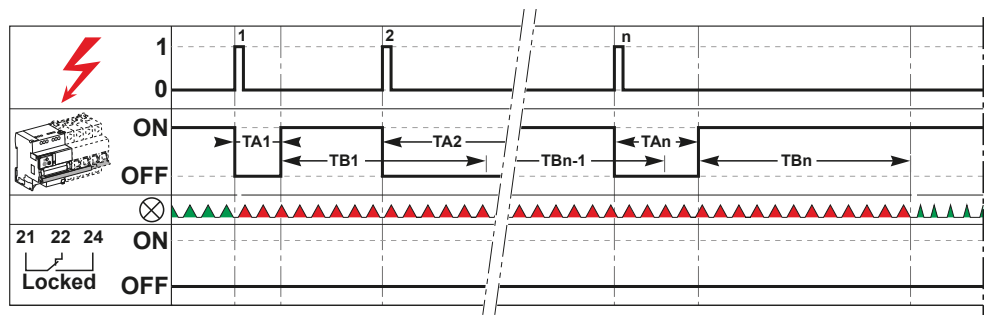 1 2 n
1
0
ON
TA1 TA2 TAn
TB1 TBn-1 TBn
OFF
21 22 24 ON
Locked OFF